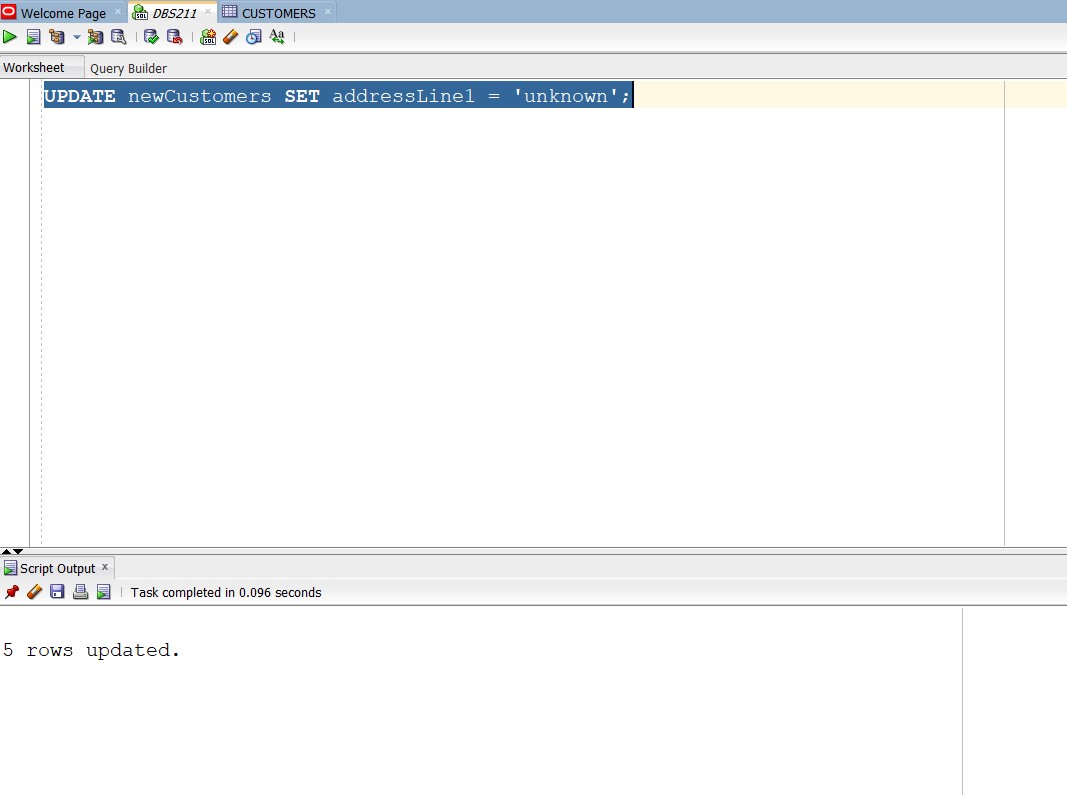 Welcome Page DBS211 CUSTOMERS
Worksheet Query Builder
UPDATE newCustomers SET addressLine1 = 'unknown';
Script Output
Task completed in 0.096 seconds
5 rows updated.